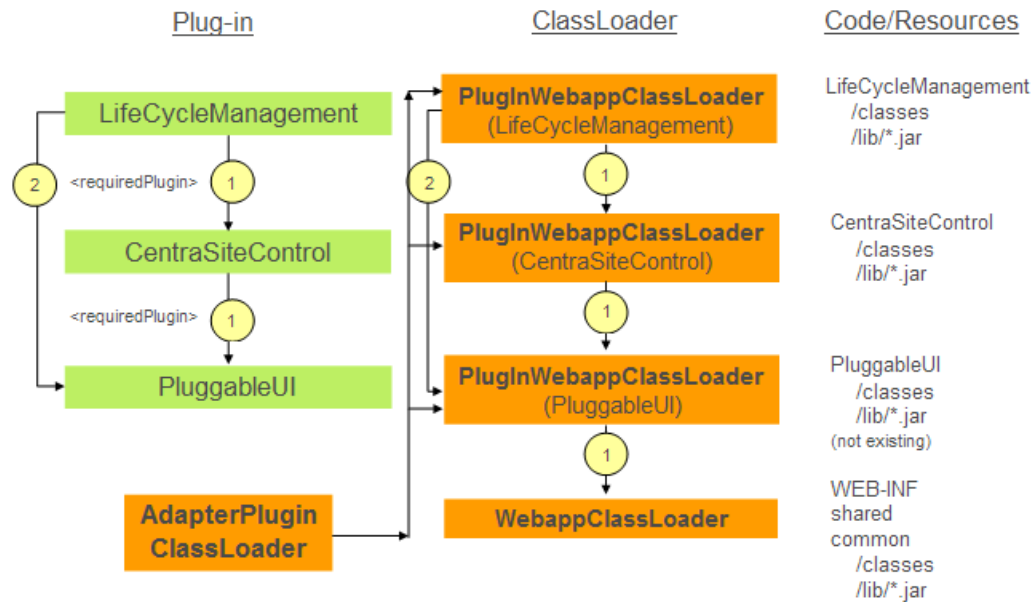 Plug-in
ClassLoader
Code/Resources
LifeCycleManagement
PlugInWebappClassLoader
(LifeCycleManagement)
LifeCycleManagement
/classes
/lib/*.jar
2
<requiredPlugin>
1
2
1
CentraSiteControl
PlugInWebappClassLoader
(CentraSiteControl)
CentraSiteControl
/classes
/lib/*.jar
<requiredPlugin>
1
1
PluggableUI
PlugInWebappClassLoader
(PluggableUI)
PluggableUI
/classes
/lib/*.jar
(not existing)
1
AdapterPlugin
ClassLoader
WebappClassLoader
WEB-INF
shared
common
/classes
/lib/*.jar